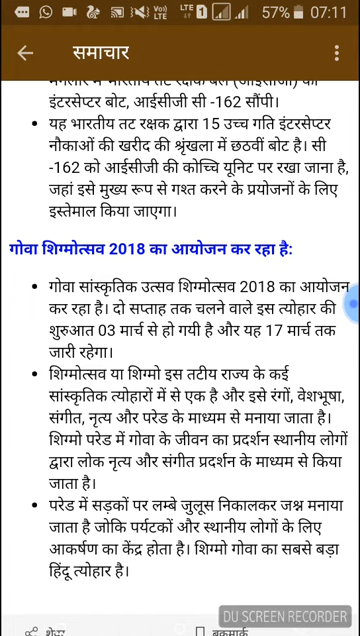 57% 07:11
समाचार
इंटरसेप्टर बोट, आईसीजी सी -162 सौंपी।
यह भारतीय तट रक्षक द्वारा 15 उच्च गति इंटरसेप्टर
नौकाओं की खरीद की श्रृंखला में छठवीं बोट है। सी
-162 को आईसीजी की कोच्चि यूनिट पर रखा जाना है,
जहां इसे मुख्य रूप से गश्त करने के प्रयोजनों के लिए
इस्तेमाल किया जाएगा।
गोवा शिग्मोत्सव 2018 का आयोजन कर रहा है:
गोवा सांस्कृतिक उत्सव शिग्मोत्सव 2018 का आयोजन
कर रहा है। दो सप्ताह तक चलने वाले इस त्योहार की
शुरुआत 03 मार्च से हो गयी है और यह 17 मार्च तक
जारी रहेगा।
शिग्मोत्सव या शिग्मो इस तटीय राज्य के कई
सांस्कृतिक त्योहारों में से एक है और इसे रंगों, वेशभूषा,
संगीत, नृत्य और परेड के माध्यम से मनाया जाता है।
शिग्मो परेड में गोवा के जीवन का प्रदर्शन स्थानीय लोगों
द्वारा लोक नृत्य और संगीत प्रदर्शन के माध्यम से किया
जाता है।
परेड में सड़कों पर लम्बे जुलूस निकालकर जश्न मनाया
जाता है जोकि पर्यटकों और स्थानीय लोगों के लिए
आकर्षण का केंद्र होता है। शिग्मो गोवा का सबसे बड़ा
हिंदू त्योहार है।
DU SCREEN RECORDER